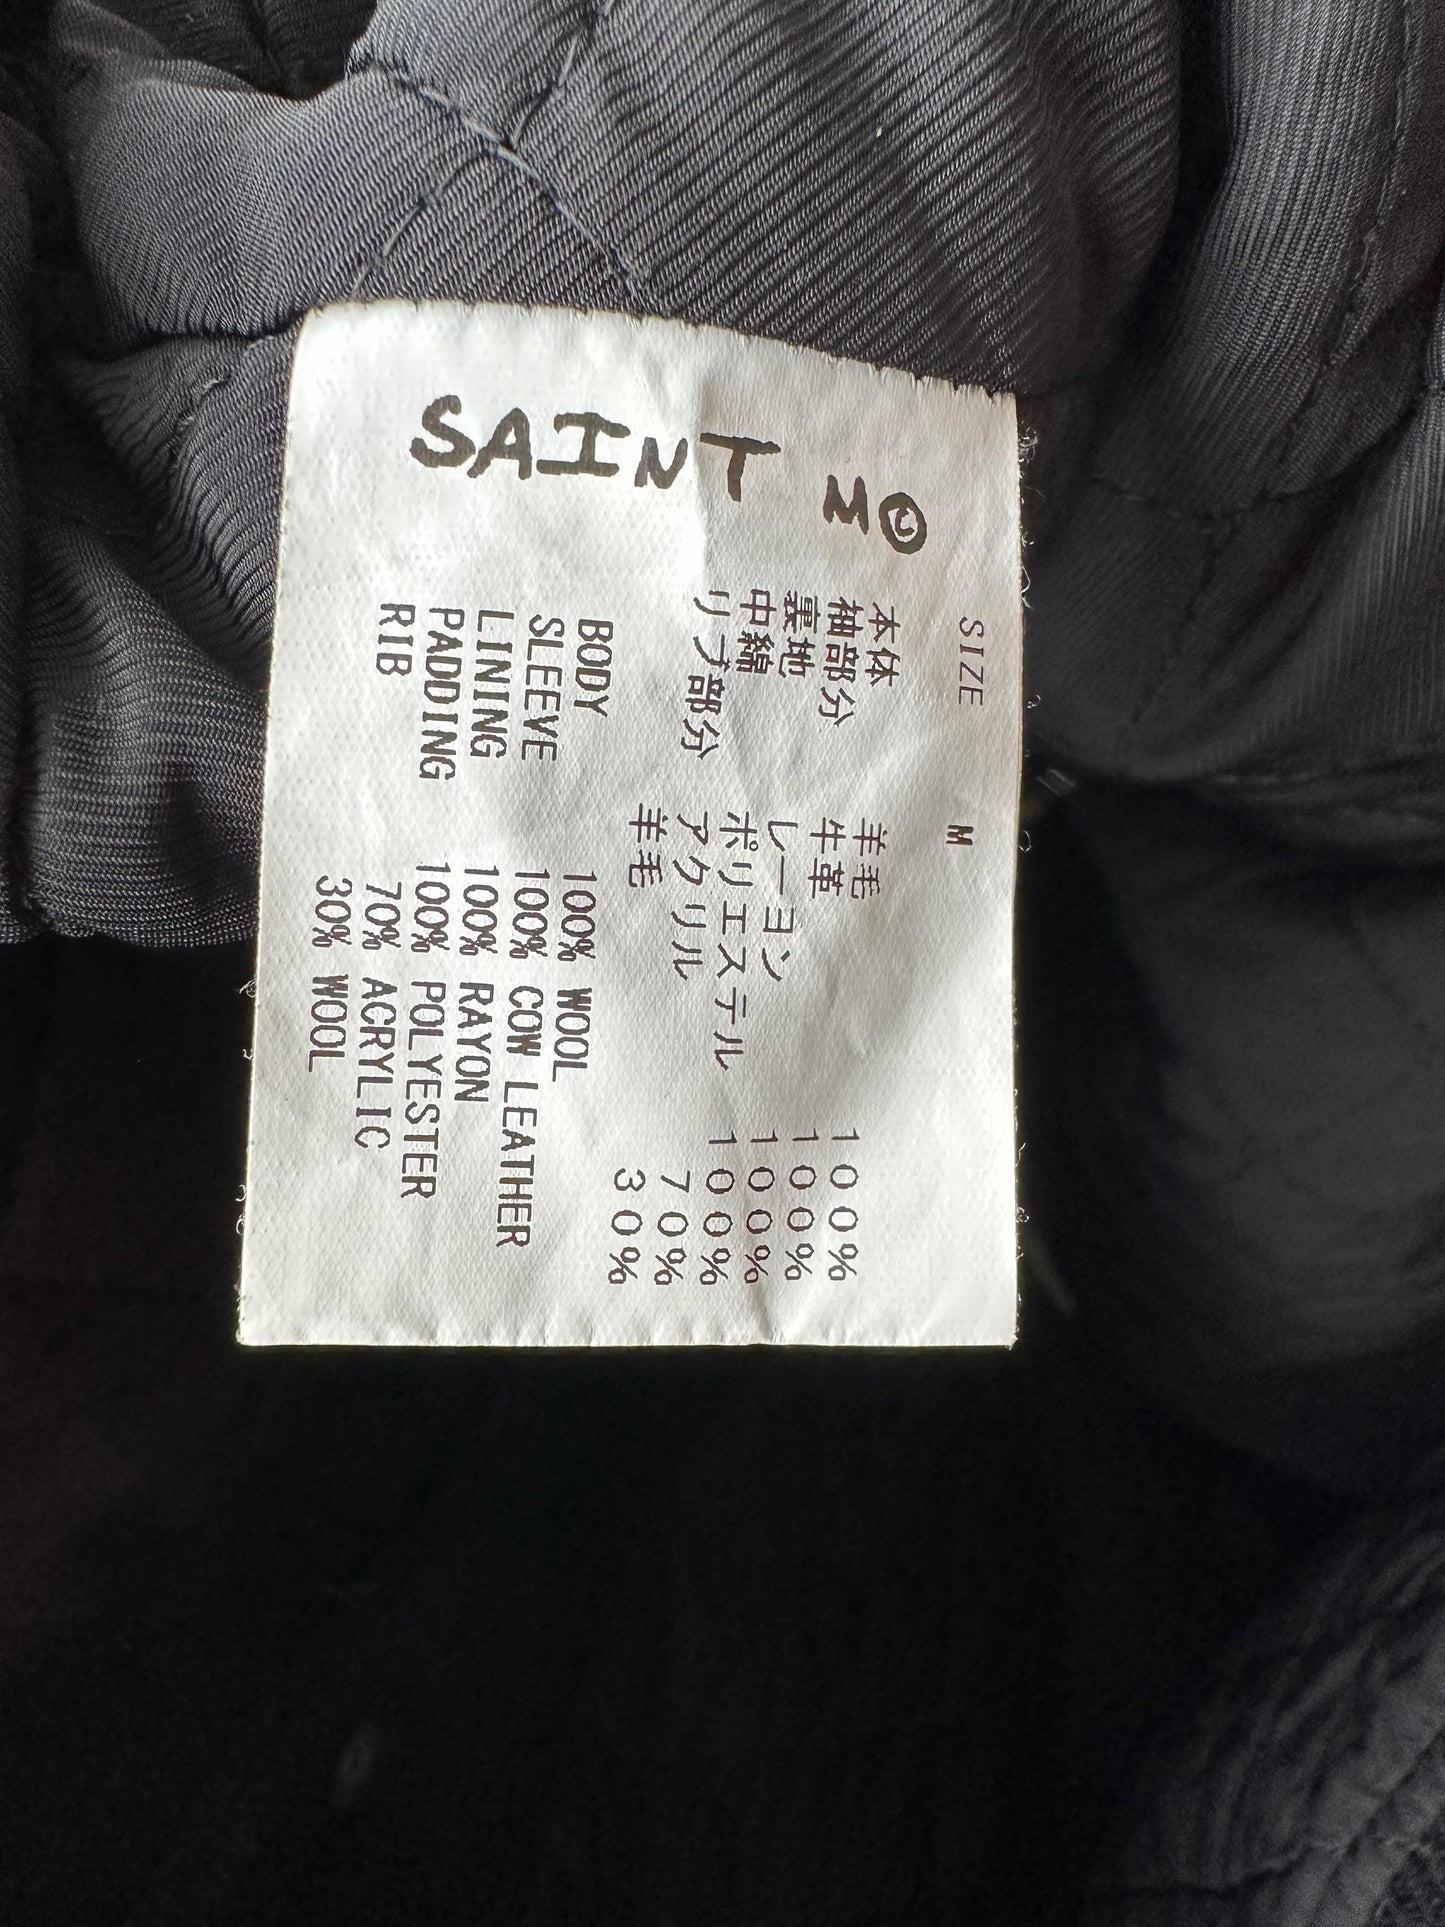 SAINT M
SIZE M
本体 羊毛 100%
袖部分 牛革 100%
裏地 レーヨン 100%
中綿 ポリエステル 100%
リブ部分 アクリル 70%
羊毛 30%
BODY 100% WOOL
SLEEVE 100% COW LEATHER
LINING 100% RAYON
PADDING 100% POLYESTER
RIB 70% ACRYLIC
30% WOOL